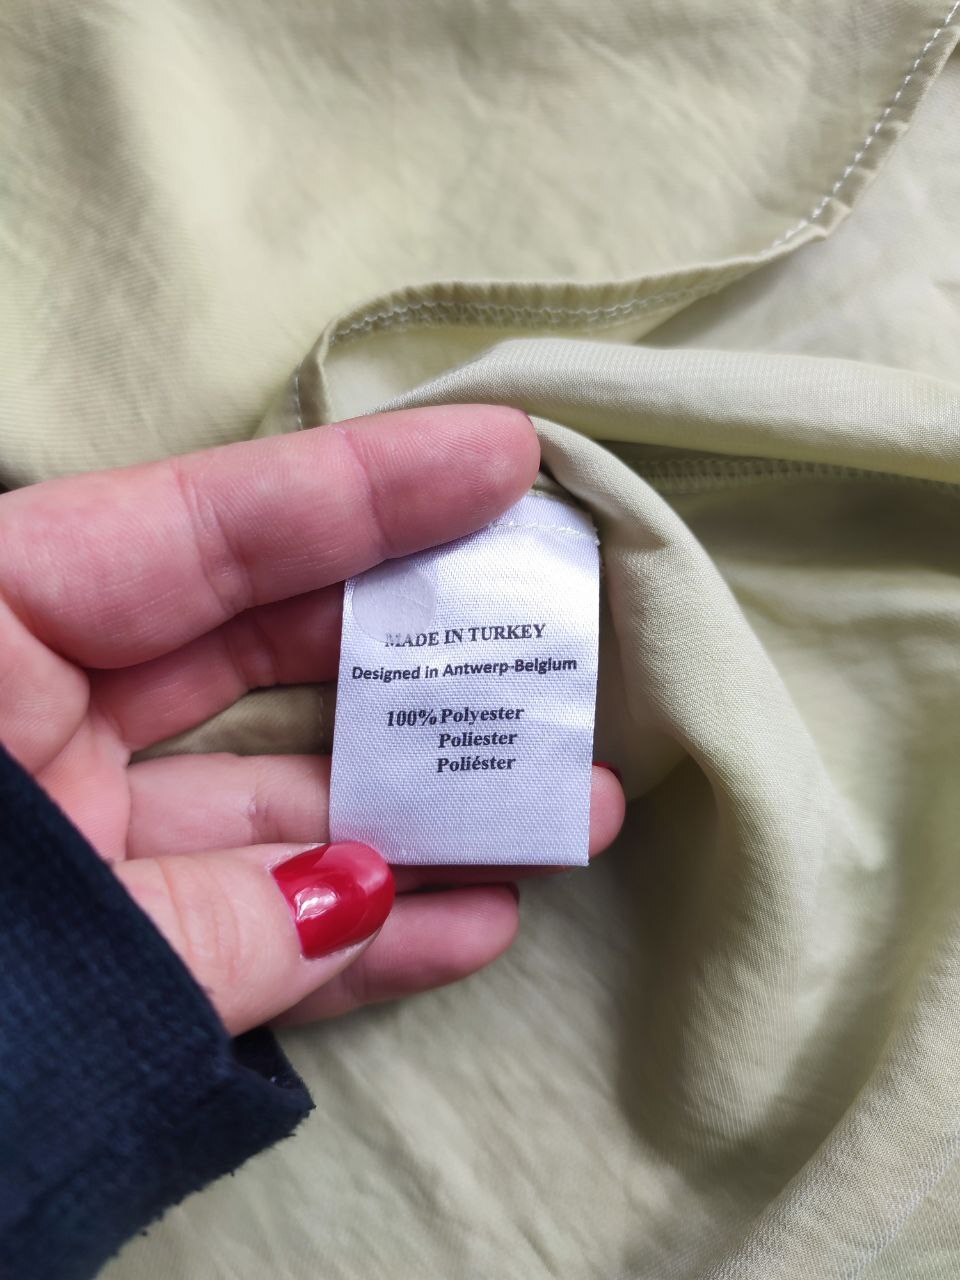 MADE IN TURKEY
Designed in Antwerp-Belgium
100% Polyester
Poliester
Poliéster